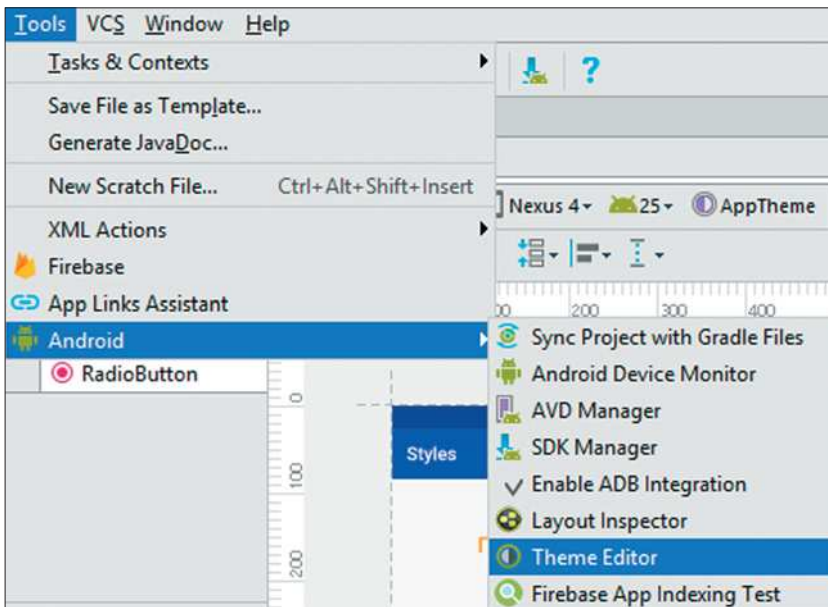 Tools VCS Window Help
Tasks & Contexts
Save File as Template...
Generate JavaDoc...
New Scratch File... Ctrl+Alt+Shift+Insert
XML Actions
Firebase
App Links Assistant
Android
RadioButton
Nexus 4 25 AppTheme
200 300 400
Sync Project with Gradle Files
Android Device Monitor
AVD Manager
SDK Manager
Enable ADB Integration
Layout Inspector
Theme Editor
Firebase App Indexing Test
0
100
200
Styles